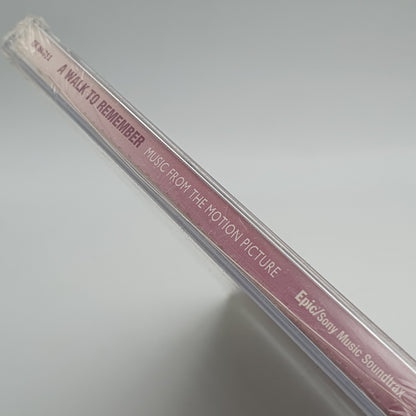 A WALK TO REMEMBER MUSIC FROM THE MOTION PICTURE Epic/Sony Music Soundtrax